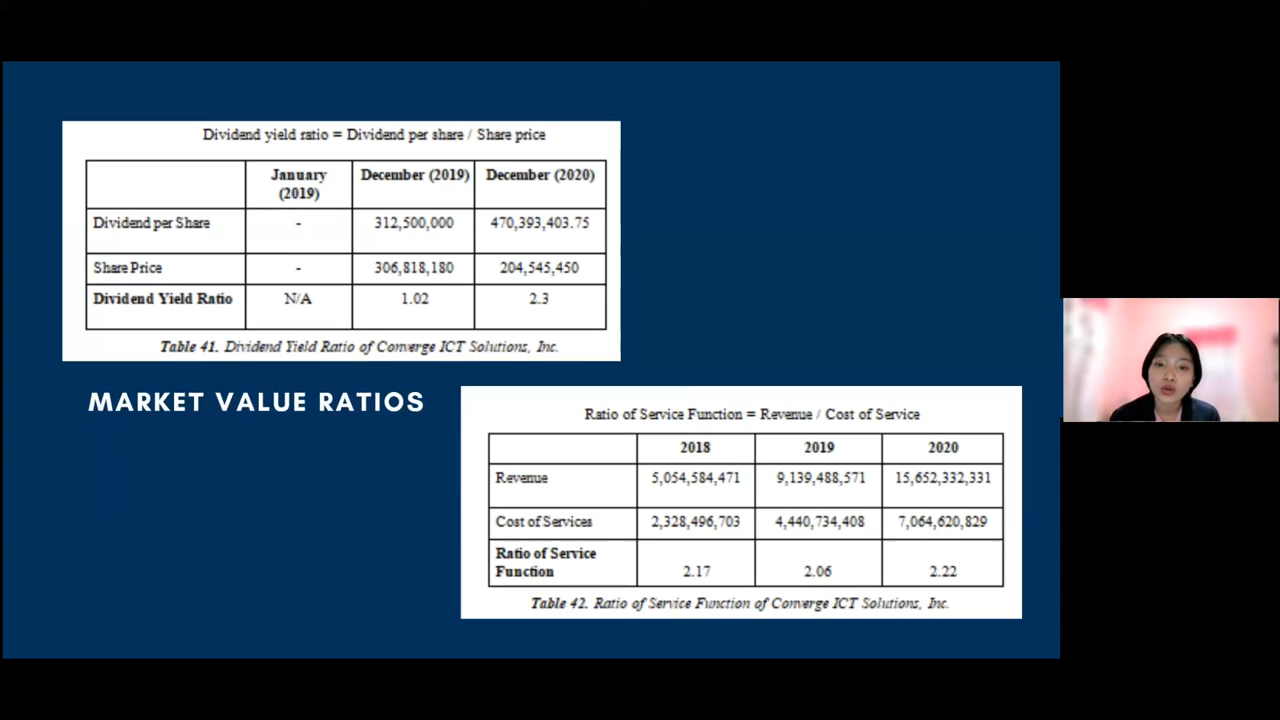 Dividend yield ratio = Dividend per share / Share price
January (2019) December (2019) December (2020)
Dividend per Share - 312,500,000 470,393,403.75
Share Price - 306,818,180 204,545,450
Dividend Yield Ratio N/A 1.02 2.3
Table 41. Dividend Yield Ratio of Converge ICT Solutions, Inc.
MARKET VALUE RATIOS
Ratio of Service Function = Revenue / Cost of Service
2018 2019 2020
Revenue 5,054,584,471 9,139,488,571 15,652,332,331
Cost of Services 2,328,496,703 4,440,734,408 7,064,620,829
Ratio of Service Function 2.17 2.06 2.22
Table 42. Ratio of Service Function of Converge ICT Solutions, Inc.